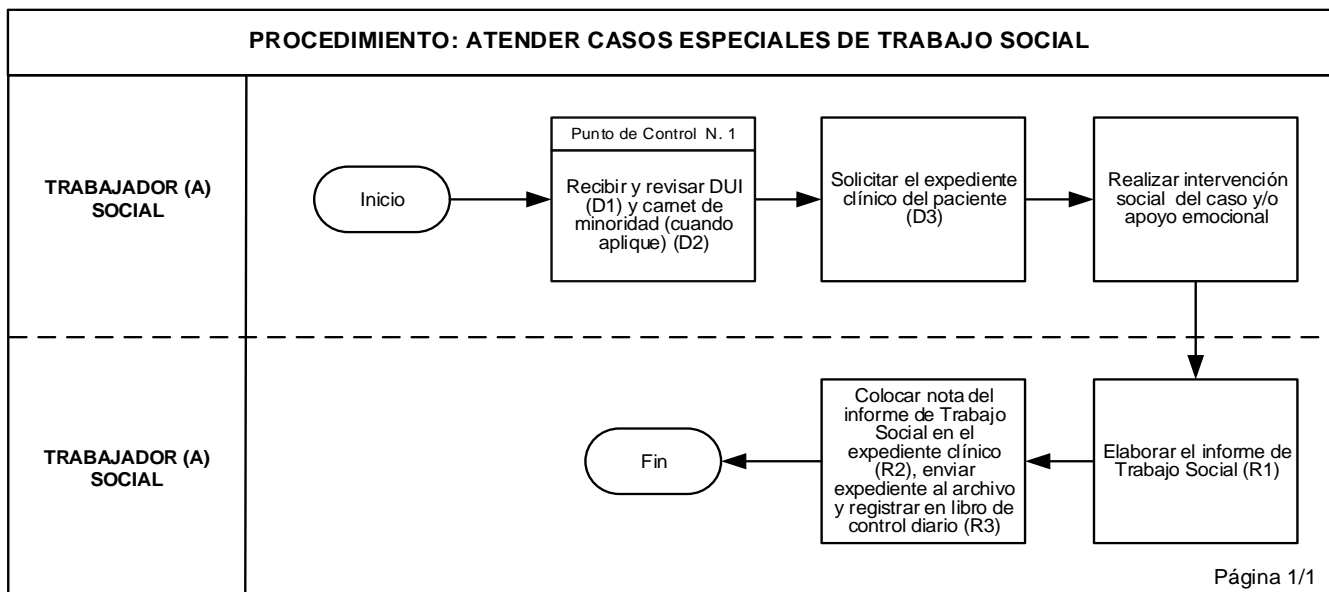 PROCEDIMIENTO: ATENDER CASOS ESPECIALES DE TRABAJO SOCIAL
TRABAJADOR (A)
SOCIAL
Inicio
Punto de Control N. 1
Recibir y revisar DUI
(D1) y carnet de
minoridad (cuando
aplique) (D2)
Solicitar el expediente
clínico del paciente
(D3)
Realizar intervención
social del caso y/o
apoyo emocional
TRABAJADOR (A)
SOCIAL
Fin
Colocar nota del
informe de Trabajo
Social en el
expediente clínico
(R2), enviar
expediente al archivo
y registrar en libro de
control diario (R3)
Elaborar el informe de
Trabajo Social (R1)
Página 1/1